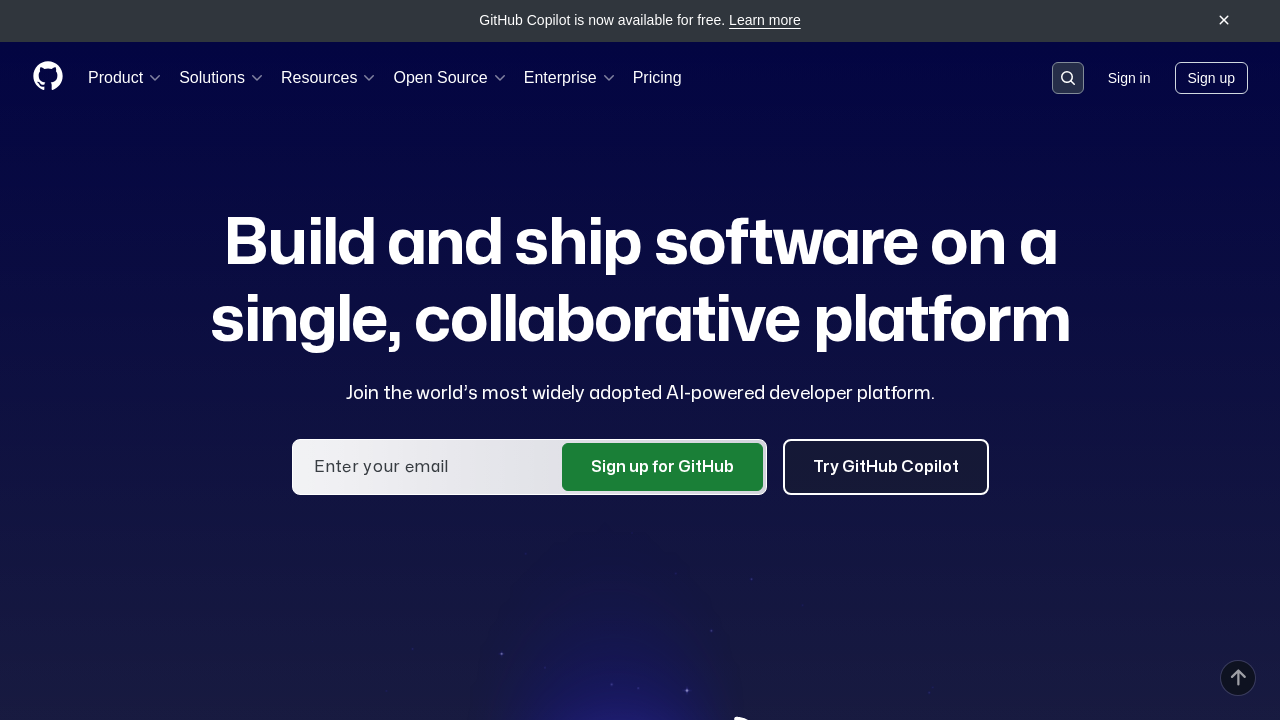 GitHub Copilot is now available for free. Learn more
Product Solutions Resources Open Source Enterprise Pricing Sign in Sign up
Build and ship software on a
single, collaborative platform
Join the world’s most widely adopted AI-powered developer platform.
Enter your email Sign up for GitHub Try GitHub Copilot